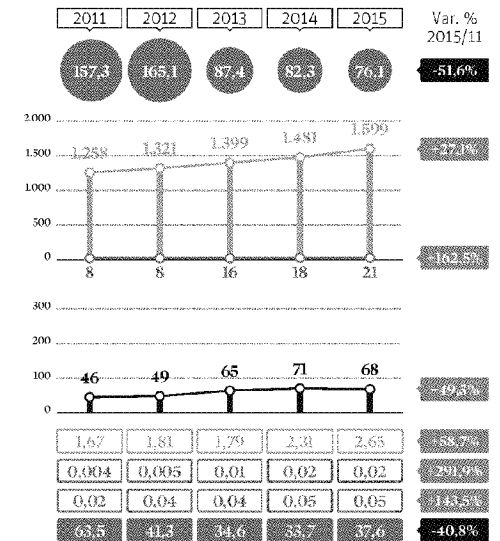 2011 2012 2013 2014 2015 Var. % 2015/11
157,3 165,1 87,4 82,3 76,1 -51,6%
2.000
1.500 1.258 1.321 1.399 1.481 1.599 +27,1%
1.000
500
0 8 8 16 18 21 +162,5%
300
200
100 46 49 65 71 68 +49,5%
0
1,67 1,81 1,79 2,31 2,65 +58,7%
0,004 0,005 0,01 0,02 0,02 +291,9%
0,02 0,04 0,04 0,05 0,05 +143,5%
63,5 41,3 34,6 33,7 37,6 -40,8%